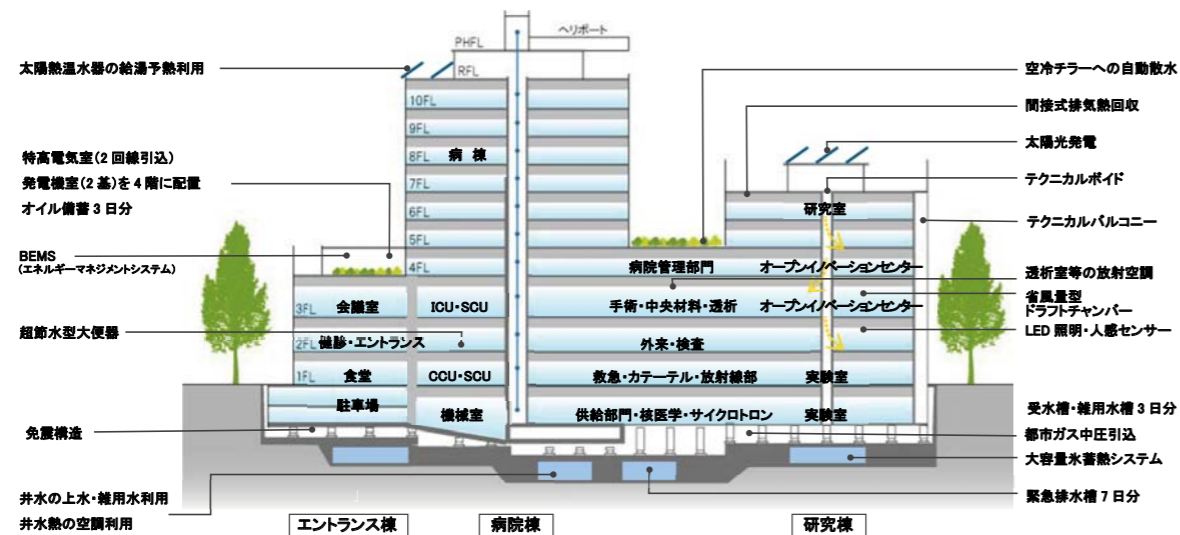 ヘリポート
PHFL
太陽熱温水器の給湯予熱利用
RFL
空冷チラーへの自動散水
10FL
間接式排気熱回収
9FL
太陽光発電
特高電気室(2回線引込)
8FL 病 棟
発電機室(2基)を4階に配置
7FL
テクニカルボイド
オイル備蓄3日分
6FL
研究室
テクニカルバルコニー
5FL
BEMS
(エネルギーマネジメントシステム)
4FL
病院管理部門
オープンイノベーションセンター
透析室等の放射空調
省風量型
ドラフトチャンバー
3FL 会議室
ICU・SCU
手術・中央材料・透析
オープンイノベーションセンター
超節水型大便器
LED 照明・人感センサー
2FL 健診・エントランス
外来・検査
1FL 食堂
CCU・SCU
救急・カテーテル・放射線部
実験室
駐車場
機械室
供給部門・核医学・サイクロトロン
実験室
受水槽・雑用水槽3日分
免震構造
都市ガス中圧引込
大容量氷蓄熱システム
井水の上水・雑用水利用
緊急排水槽7日分
井水熱の空調利用
エントランス棟
病院棟
研究棟